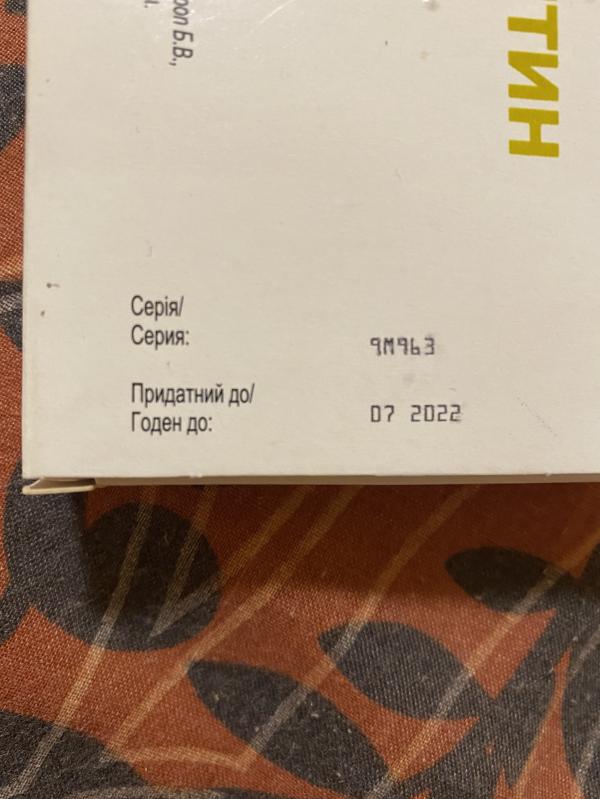 Б.В.,
ТИН
Серія/
Серия:
9M963
Придатний до/
Годен до:
07 2022